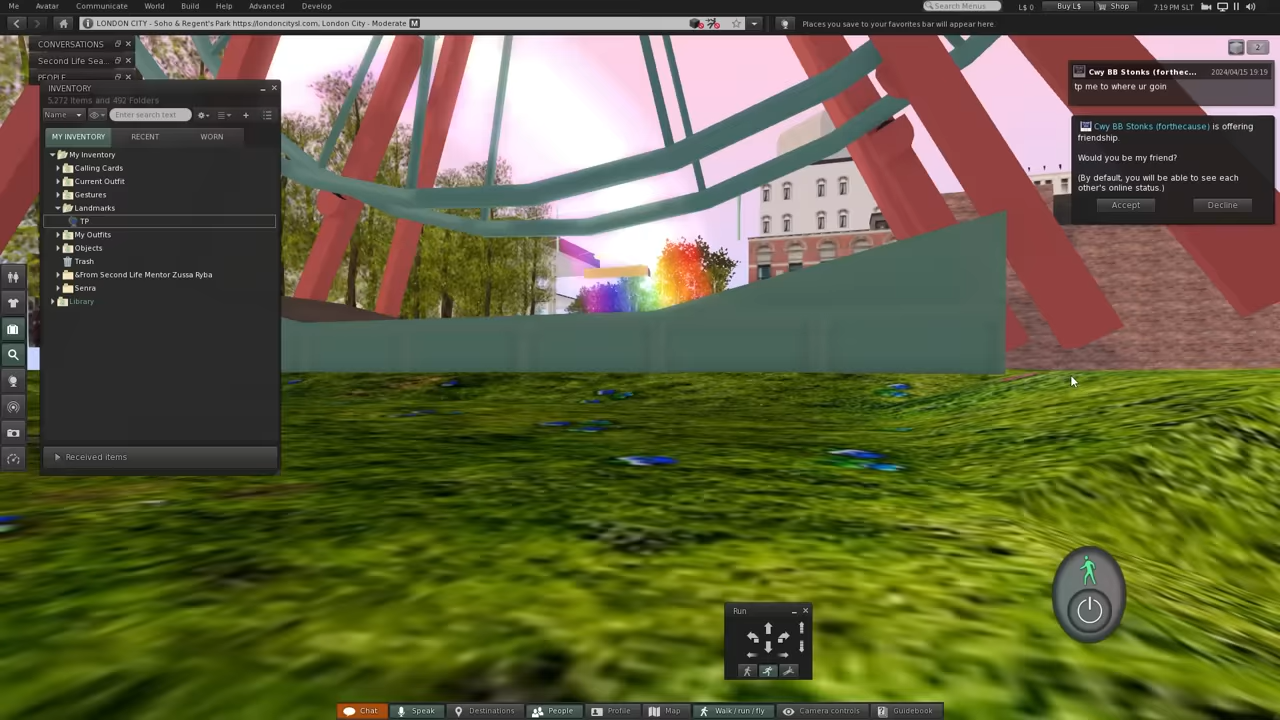 Me Avatar Communicate World Build Help Advanced Develop Search Menus L$ 0 Buy L$ Shop 7:19 PM SLT
LONDON CITY - Soho & Regent's Park https://londoncitysl.com, London City - Moderate M Places you save to your favorites bar will appear here.
CONVERSATIONS
Second Life Sea...
PEOPLE
INVENTORY
5,272 Items and 492 Folders
Name Enter search text
MY INVENTORY RECENT WORN
My Inventory
Calling Cards
Current Outfit
Gestures
Landmarks
TP
My Outfits
Objects
Trash
&From Second Life Mentor Zussa Ryba
Senra
Library
Received items
2
Cwy BB Stonks (forthec... 2024/04/15 19:19
tp me to where ur goin
Cwy BB Stonks (forthecause) is offering
friendship.
Would you be my friend?
(By default, you will be able to see each
other's online status.)
Accept Decline
Run
Chat Speak Destinations People Profile Map Walk / run / fly Camera controls Guidebook